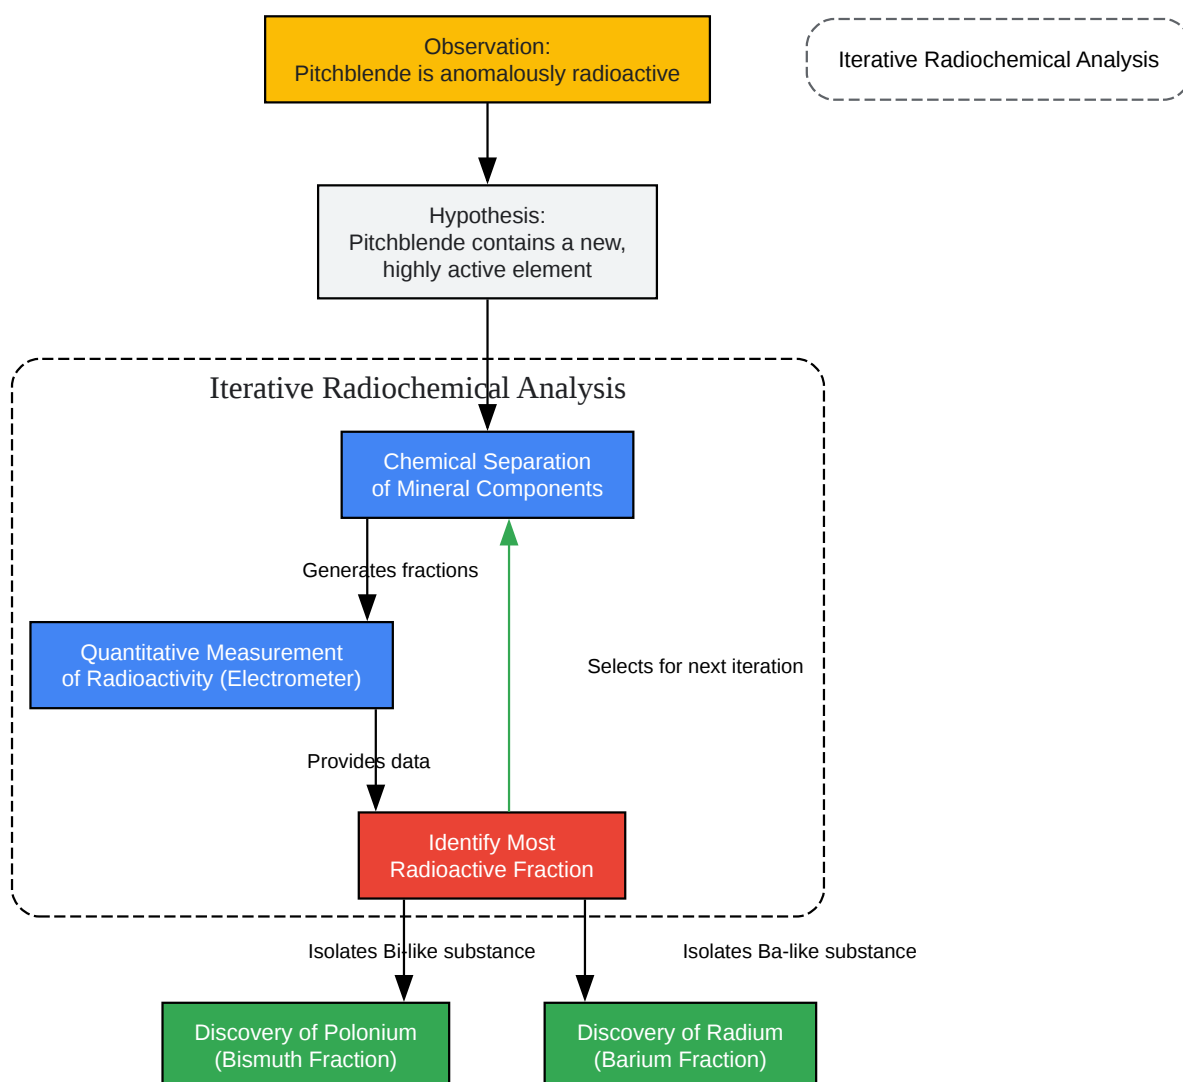 Observation:
Pitchblende is anomalously radioactive
Iterative Radiochemical Analysis
Hypothesis:
Pitchblende contains a new,
highly active element
Iterative Radiochemical Analysis
Chemical Separation
of Mineral Components
Generates fractions
Quantitative Measurement
of Radioactivity (Electrometer)
Selects for next iteration
Provides data
Identify Most
Radioactive Fraction
Isolates Bi-like substance
Isolates Ba-like substance
Discovery of Polonium
(Bismuth Fraction)
Discovery of Radium
(Barium Fraction)